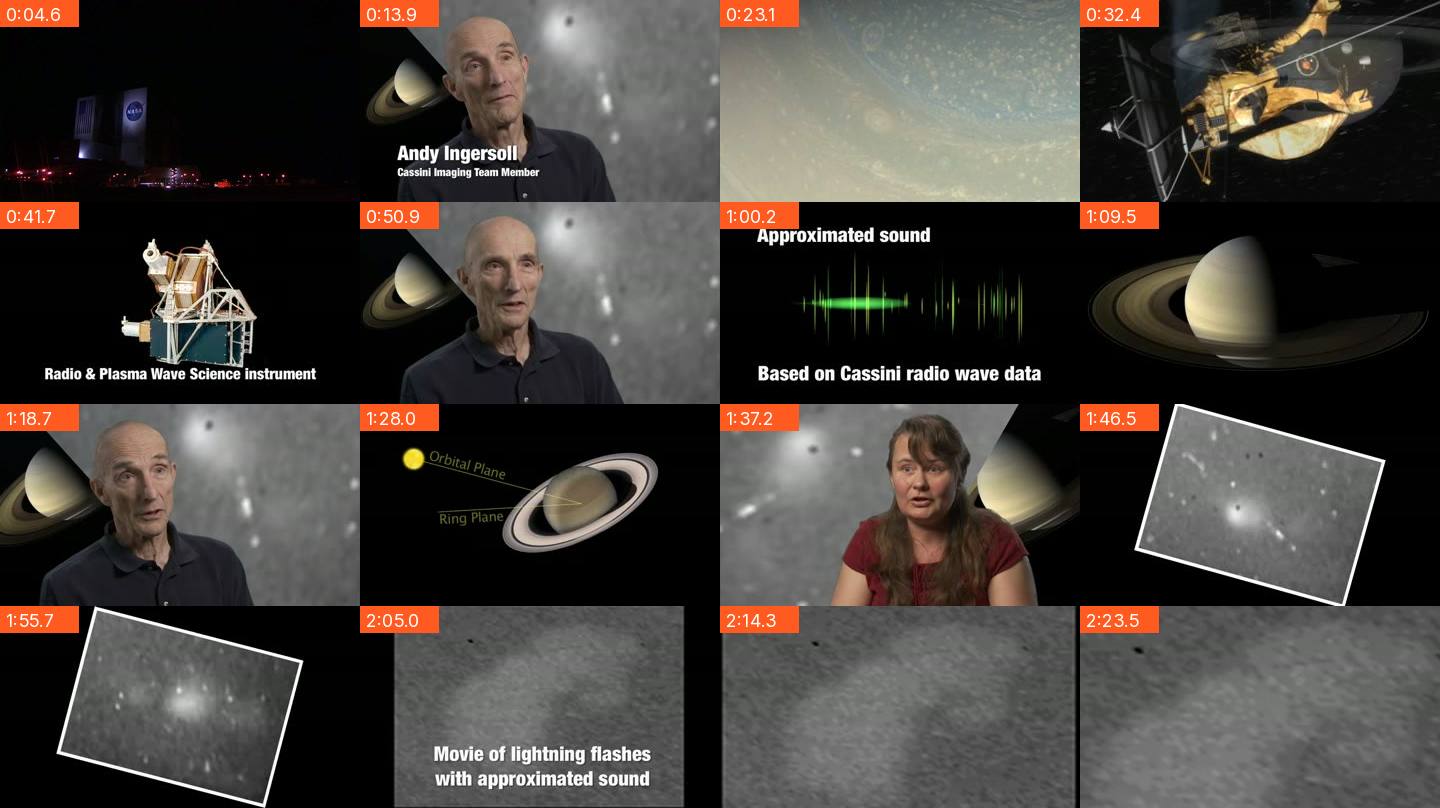 0:04.6
NASA
0:13.9
Andy Ingersoll
Cassini Imaging Team Member
0:23.1
0:32.4
0:41.7
Radio & Plasma Wave Science instrument
0:50.9
1:00.2
Approximated sound
Based on Cassini radio wave data
1:09.5
1:18.7
1:28.0
Orbital Plane
Ring Plane
1:37.2
1:46.5
1:55.7
2:05.0
Movie of lightning flashes
with approximated sound
2:14.3
2:23.5